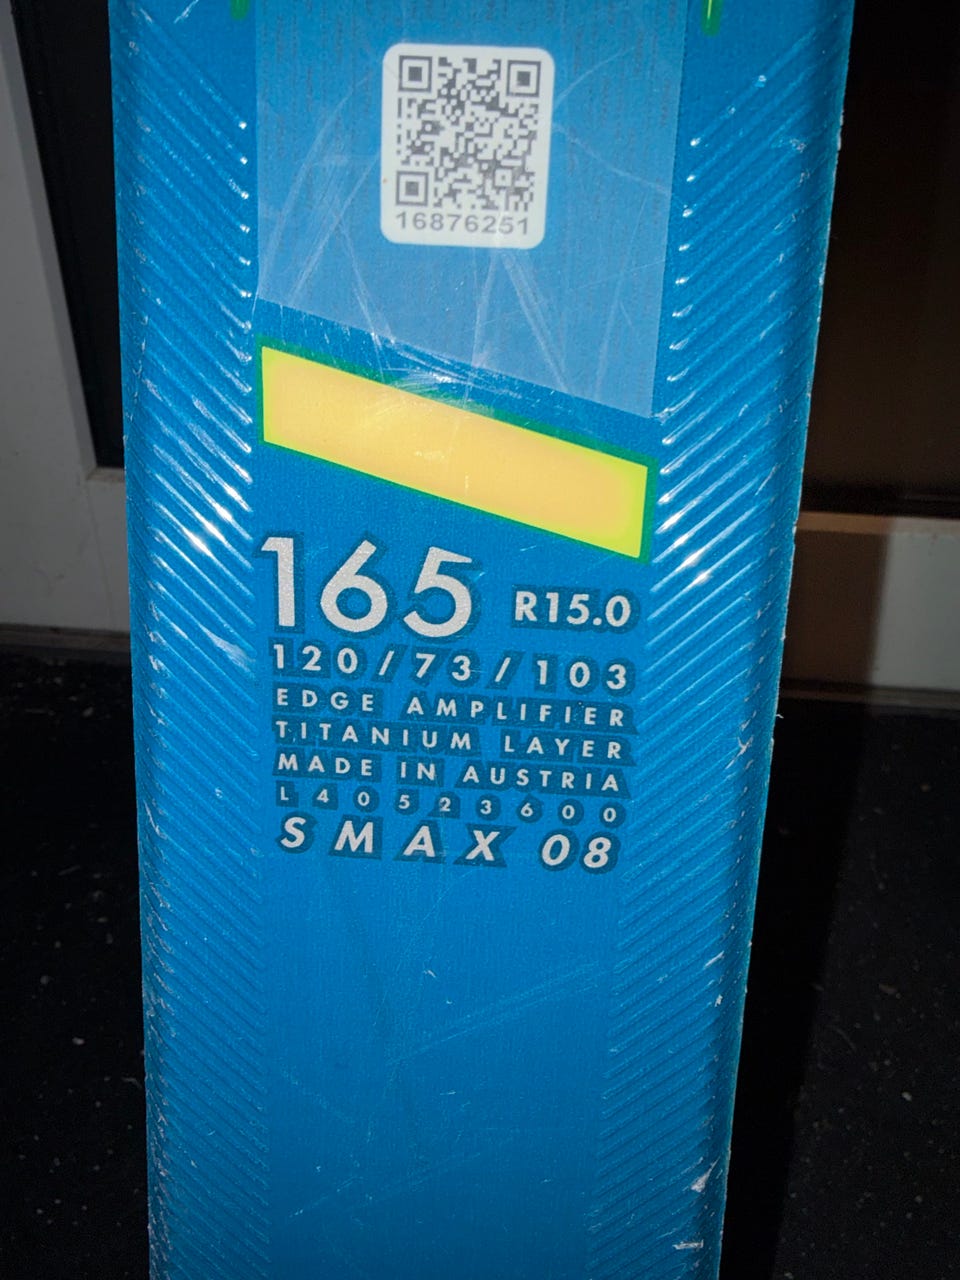 16876251
165 R15.0
120/73/103
EDGE AMPLIFIER
TITANIUM LAYER
MADE IN AUSTRIA
L40523600
SMAX 08